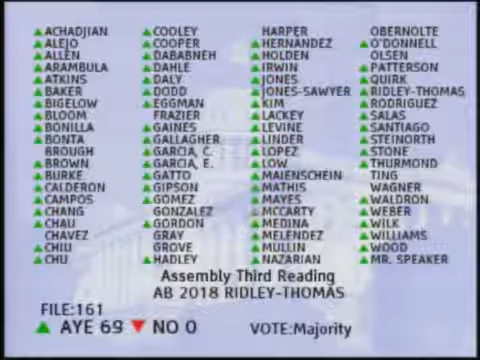 ACHADJIAN COOLEY HARPER OBERNOLTE
ALEJO COOPER HERNANDEZ O'DONNELL
ALLEN DABABNEH HOLDEN OLSEN
ARAMBULA DAHLE IRWIN PATTERSON
ATKINS DALY JONES QUIRK
BAKER DODD JONES-SAWYER RIDLEY-THOMAS
BIGELOW EGGMAN KIM RODRIGUEZ
BLOOM FRAZIER LACKEY SALAS
BONILLA GAINES LEVINE SANTIAGO
BONTA GALLAGHER LINDER STEINORTH
BROUGH GARCIA, C. LOPEZ STONE
BROWN GARCIA, E. LOW THURMOND
BURKE GATTO MAIENSCHEIN TING
CALDERON GIPSON MATHIS WAGNER
CAMPOS GOMEZ MAYES WALDRON
CHANG GONZALEZ MCCARTY WEBER
CHAU GORDON MEDINA WILK
CHAVEZ GRAY MELENDEZ WILLIAMS
CHIU GROVE MULLIN WOOD
CHU HADLEY NAZARIAN MR. SPEAKER
Assembly Third Reading
AB 2018 RIDLEY-THOMAS
FILE:161
AYE 69 NO 0 VOTE:Majority